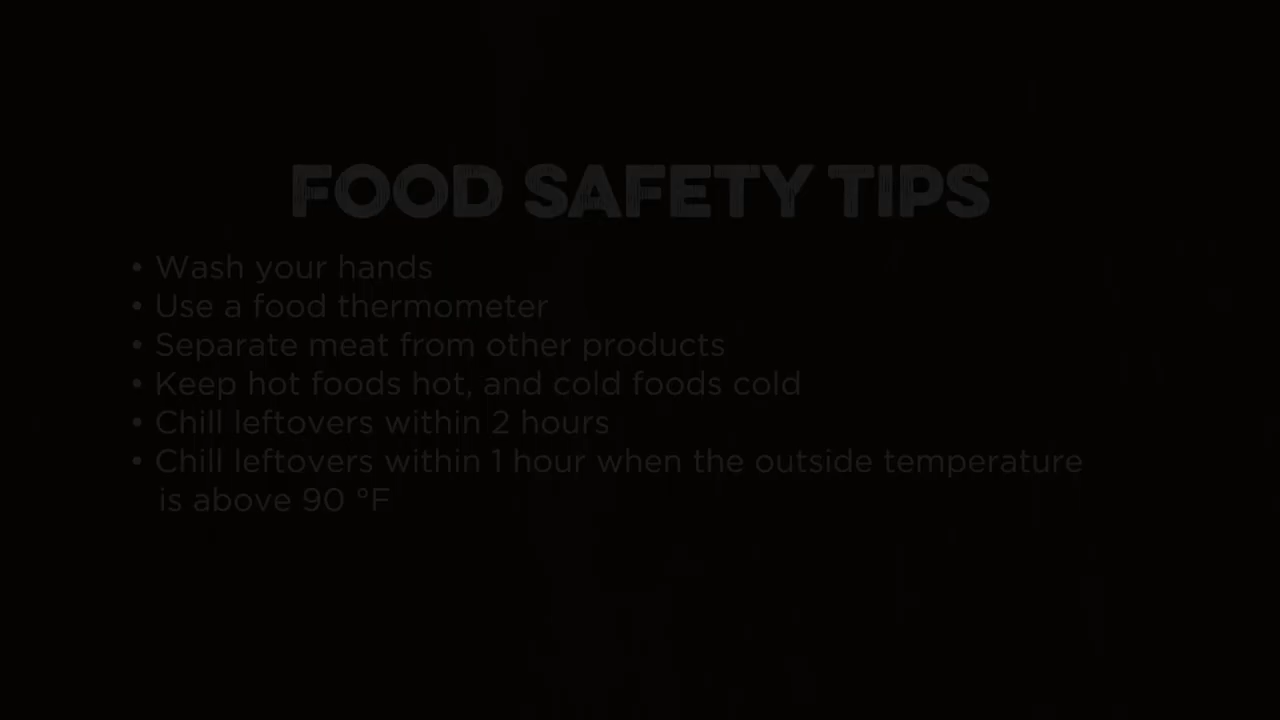 FOOD SAFETY TIPS
• Wash your hands
• Use a food thermometer
• Separate meat from other products
• Keep hot foods hot, and cold foods cold
• Chill leftovers within 2 hours
• Chill leftovers within 1 hour when the outside temperature
is above 90 °F